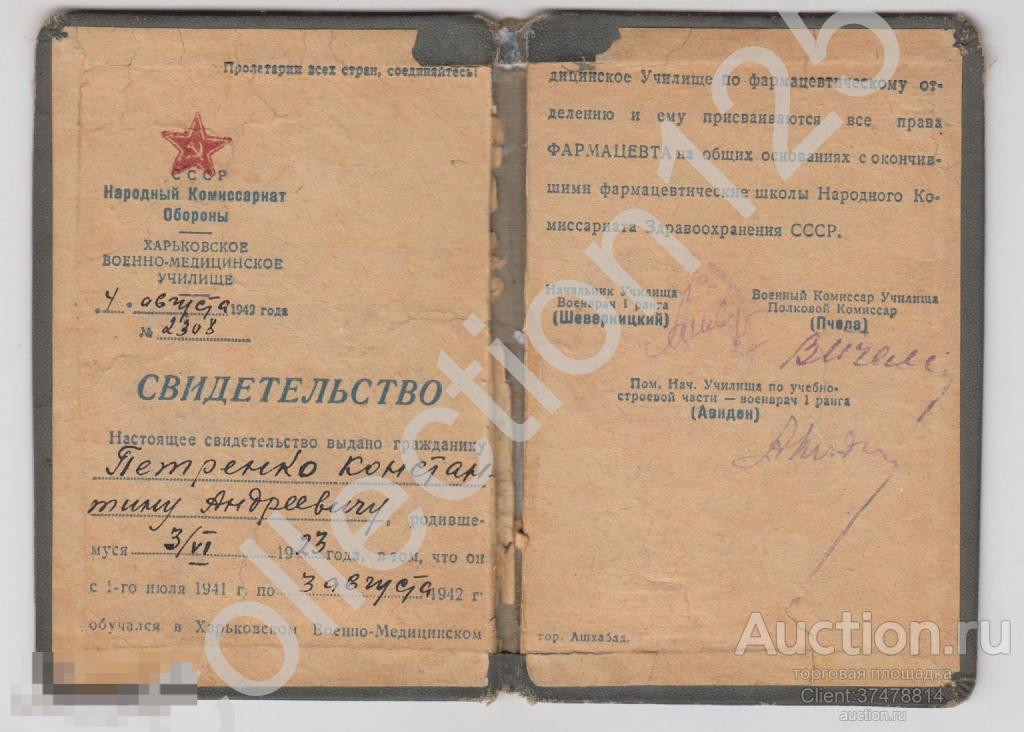 Пролетарии всех стран, соединяйтесь!
СССР
Народный Комиссариат
Обороны
ХАРЬКОВСКОЕ
ВОЕННО-МЕДИЦИНСКОЕ
УЧИЛИЩЕ
4 августа 1942 года
№ 2308
СВИДЕТЕЛЬСТВО
Настоящее свидетельство выдано гражданину
Петренко Констан-
тину Андреевичу, родивше-
муся 3/VI 1923 года, в том, что он
с 1-го июля 1941 г. по 3 августа 1942 г
обучался в Харьковском Военно-Медицинском
дицинское Училище по фармацевтическому от-
делению и ему присваиваются все права
ФАРМАЦЕВТА на общих основаниях с окончив-
шими фармацевтические школы Народного Ко-
миссариата Здравоохранения СССР.
Начальник Училища
Военврач 1 ранга
(Шеверницкий)
Военный Комиссар Училища
Полковой Комиссар
(Пчела)
Пом. Нач. Училища по учебно-
строевой части — военврач 1 ранга
(Авидон)
гор. Ашхабад.
collection 125
Auction.ru
торговая площадка
Client:37478814
auction.ru